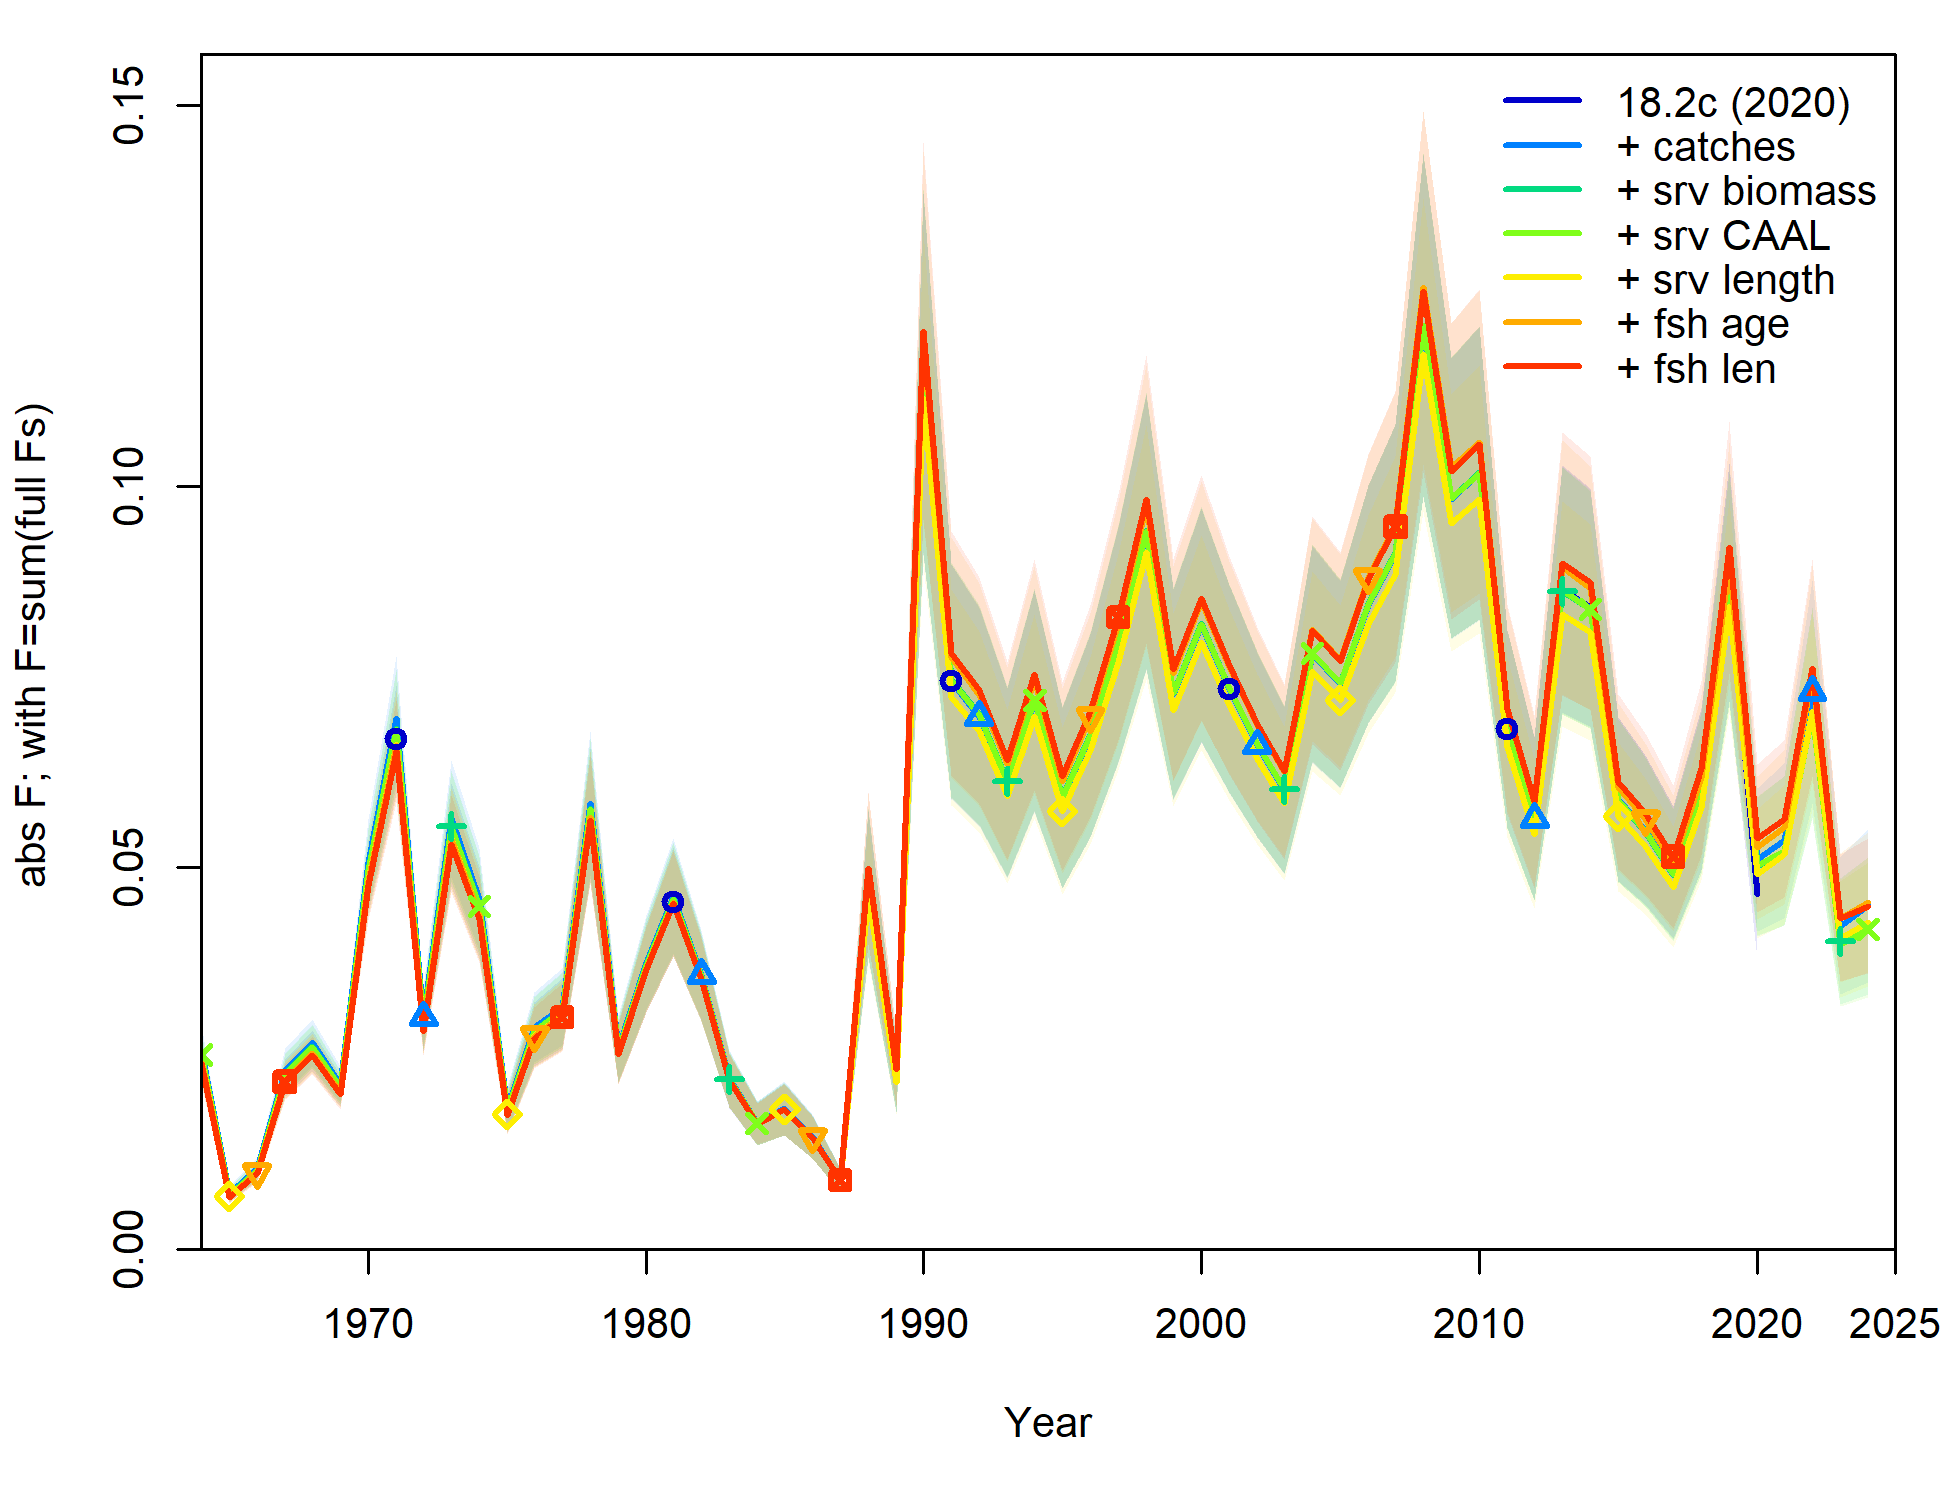 abs F; with F=sum(full Fs)
0.15
0.10
0.05
0.00
18.2c (2020)
+ catches
+ srv biomass
+ srv CAAL
+ srv length
+ fsh age
+ fsh len
1970 1980 1990 2000 2010 2020 2025
Year